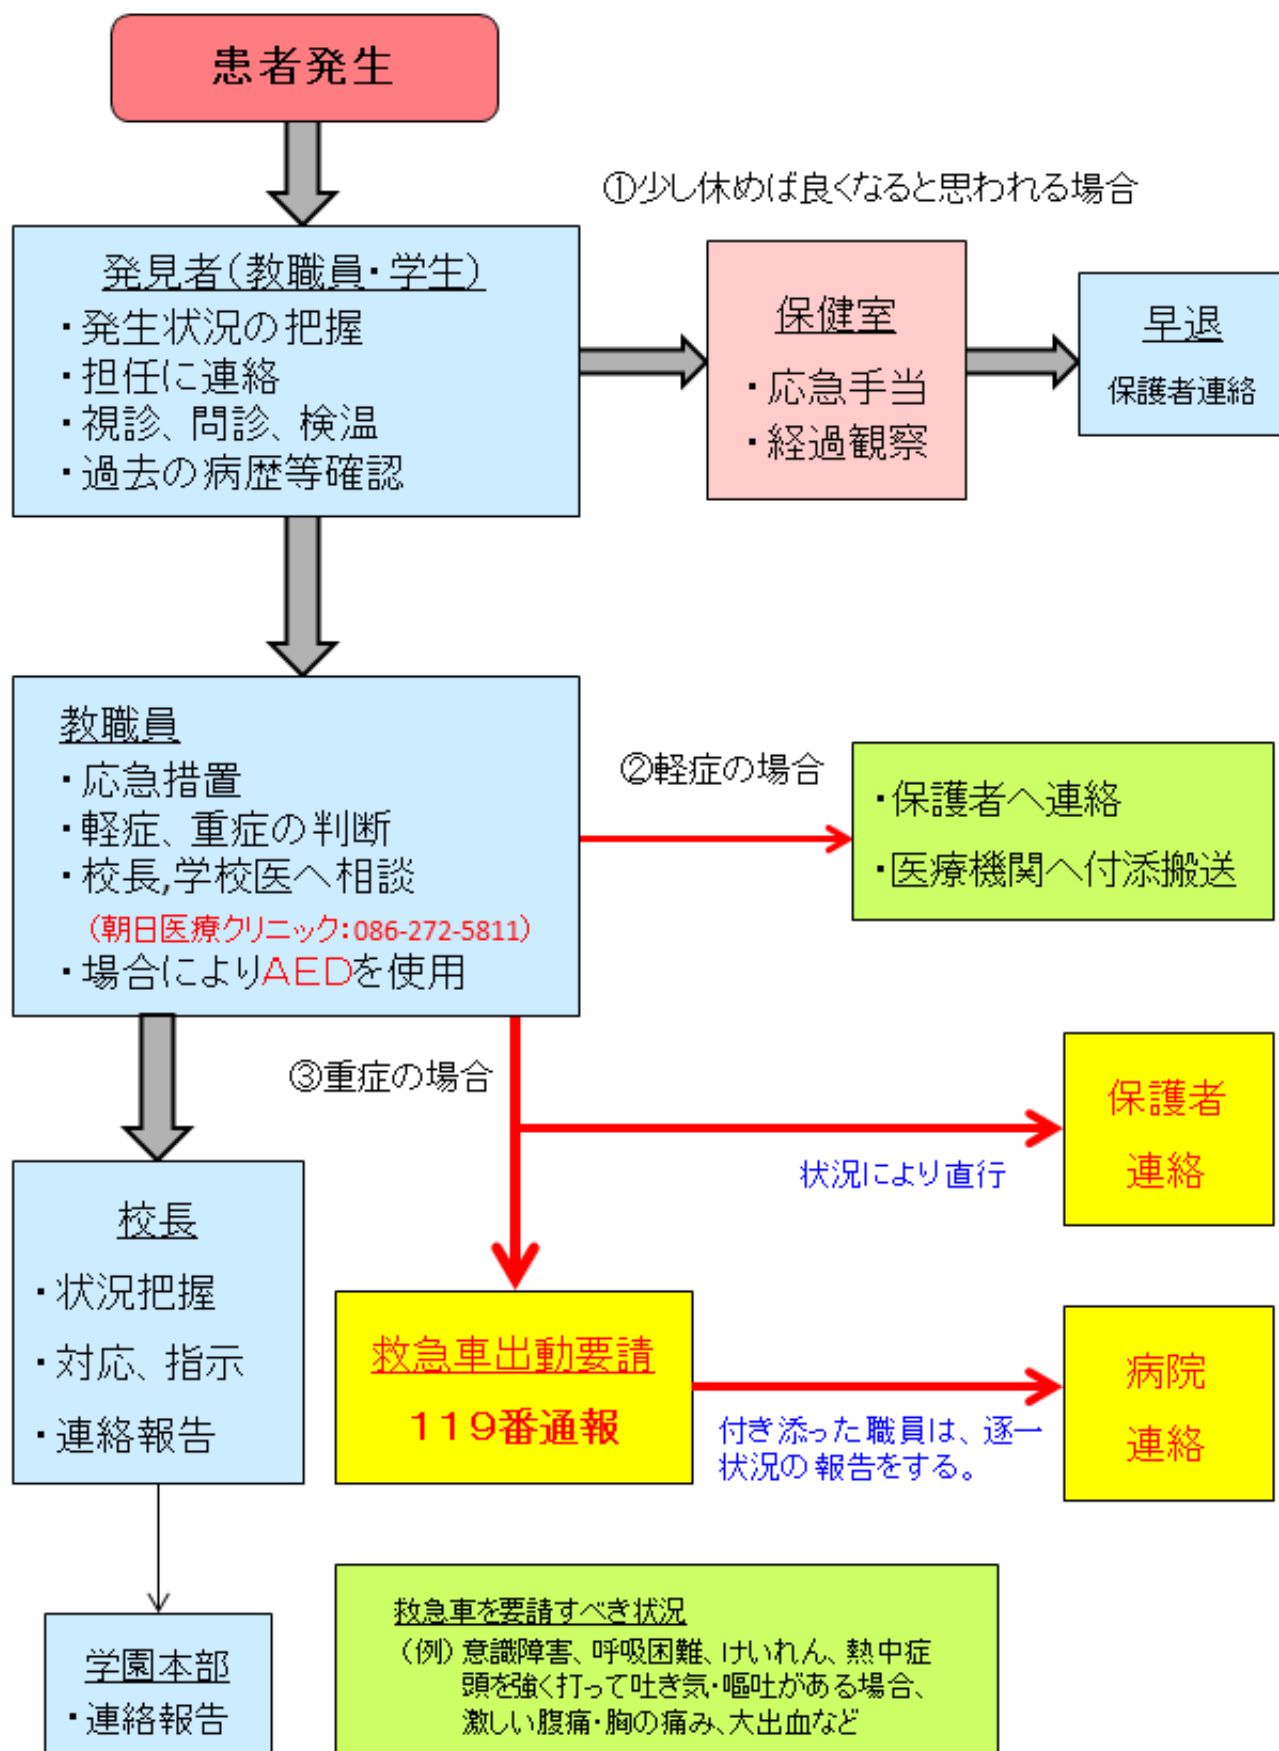 患者発生
①少し休めば良くなると思われる場合
発見者(教職員・学生)
・発生状況の把握
・担任に連絡
・視診、問診、検温
・過去の病歴等確認
保健室
・応急手当
・経過観察
早退
保護者連絡
教職員
・応急措置
・軽症、重症の判断
・校長,学校医へ相談
(朝日医療クリニック:086-272-5811)
・場合によりAEDを使用
②軽症の場合
・保護者へ連絡
・医療機関へ付添搬送
③重症の場合
保護者
連絡
状況により直行
校長
・状況把握
・対応、指示
・連絡報告
救急車出動要請
119番通報
病院
連絡
付き添った職員は、逐一
状況の報告をする。
学園本部
・連絡報告
救急車を要請すべき状況
(例)意識障害、呼吸困難、けいれん、熱中症
頭を強く打って吐き気・嘔吐がある場合、
激しい腹痛・胸の痛み、大出血など